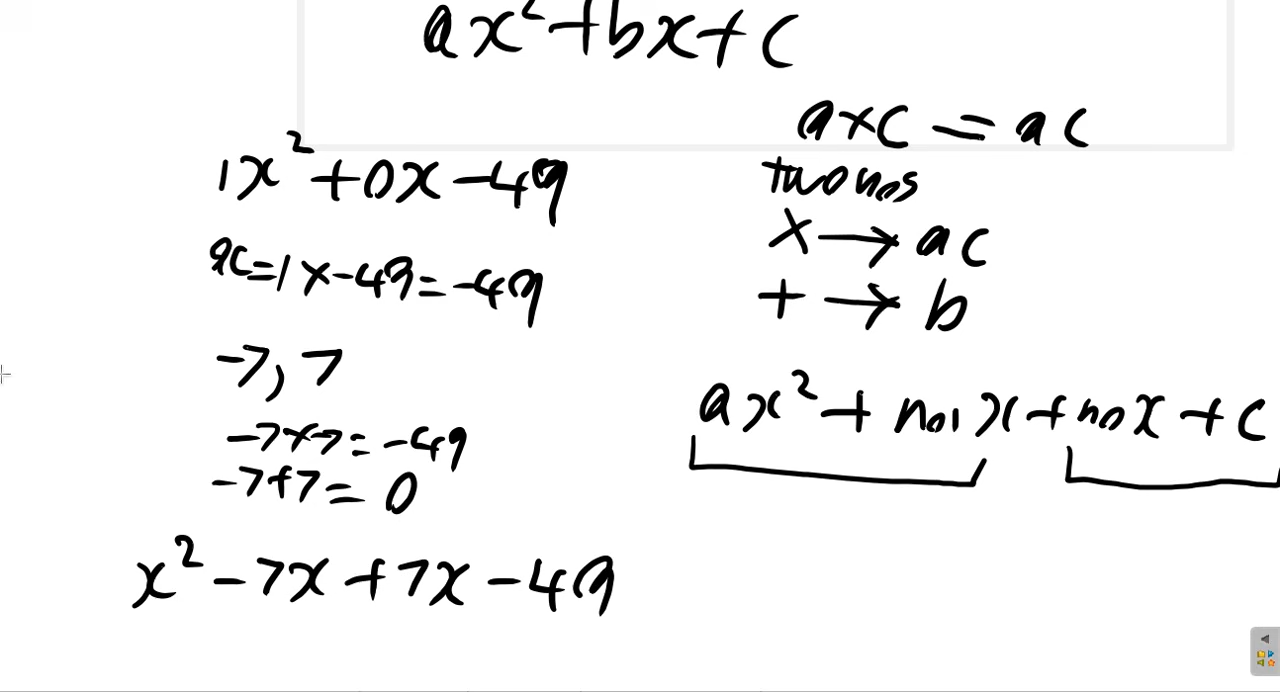 ax²+bx+c
a×c = ac
two nos
× → ac
+ → b
ax² + no1x + nox + c
1x² + 0x - 49
ac = 1 × -49 = -49
-7, 7
-7×7 = -49
-7+7 = 0
x² - 7x + 7x - 49